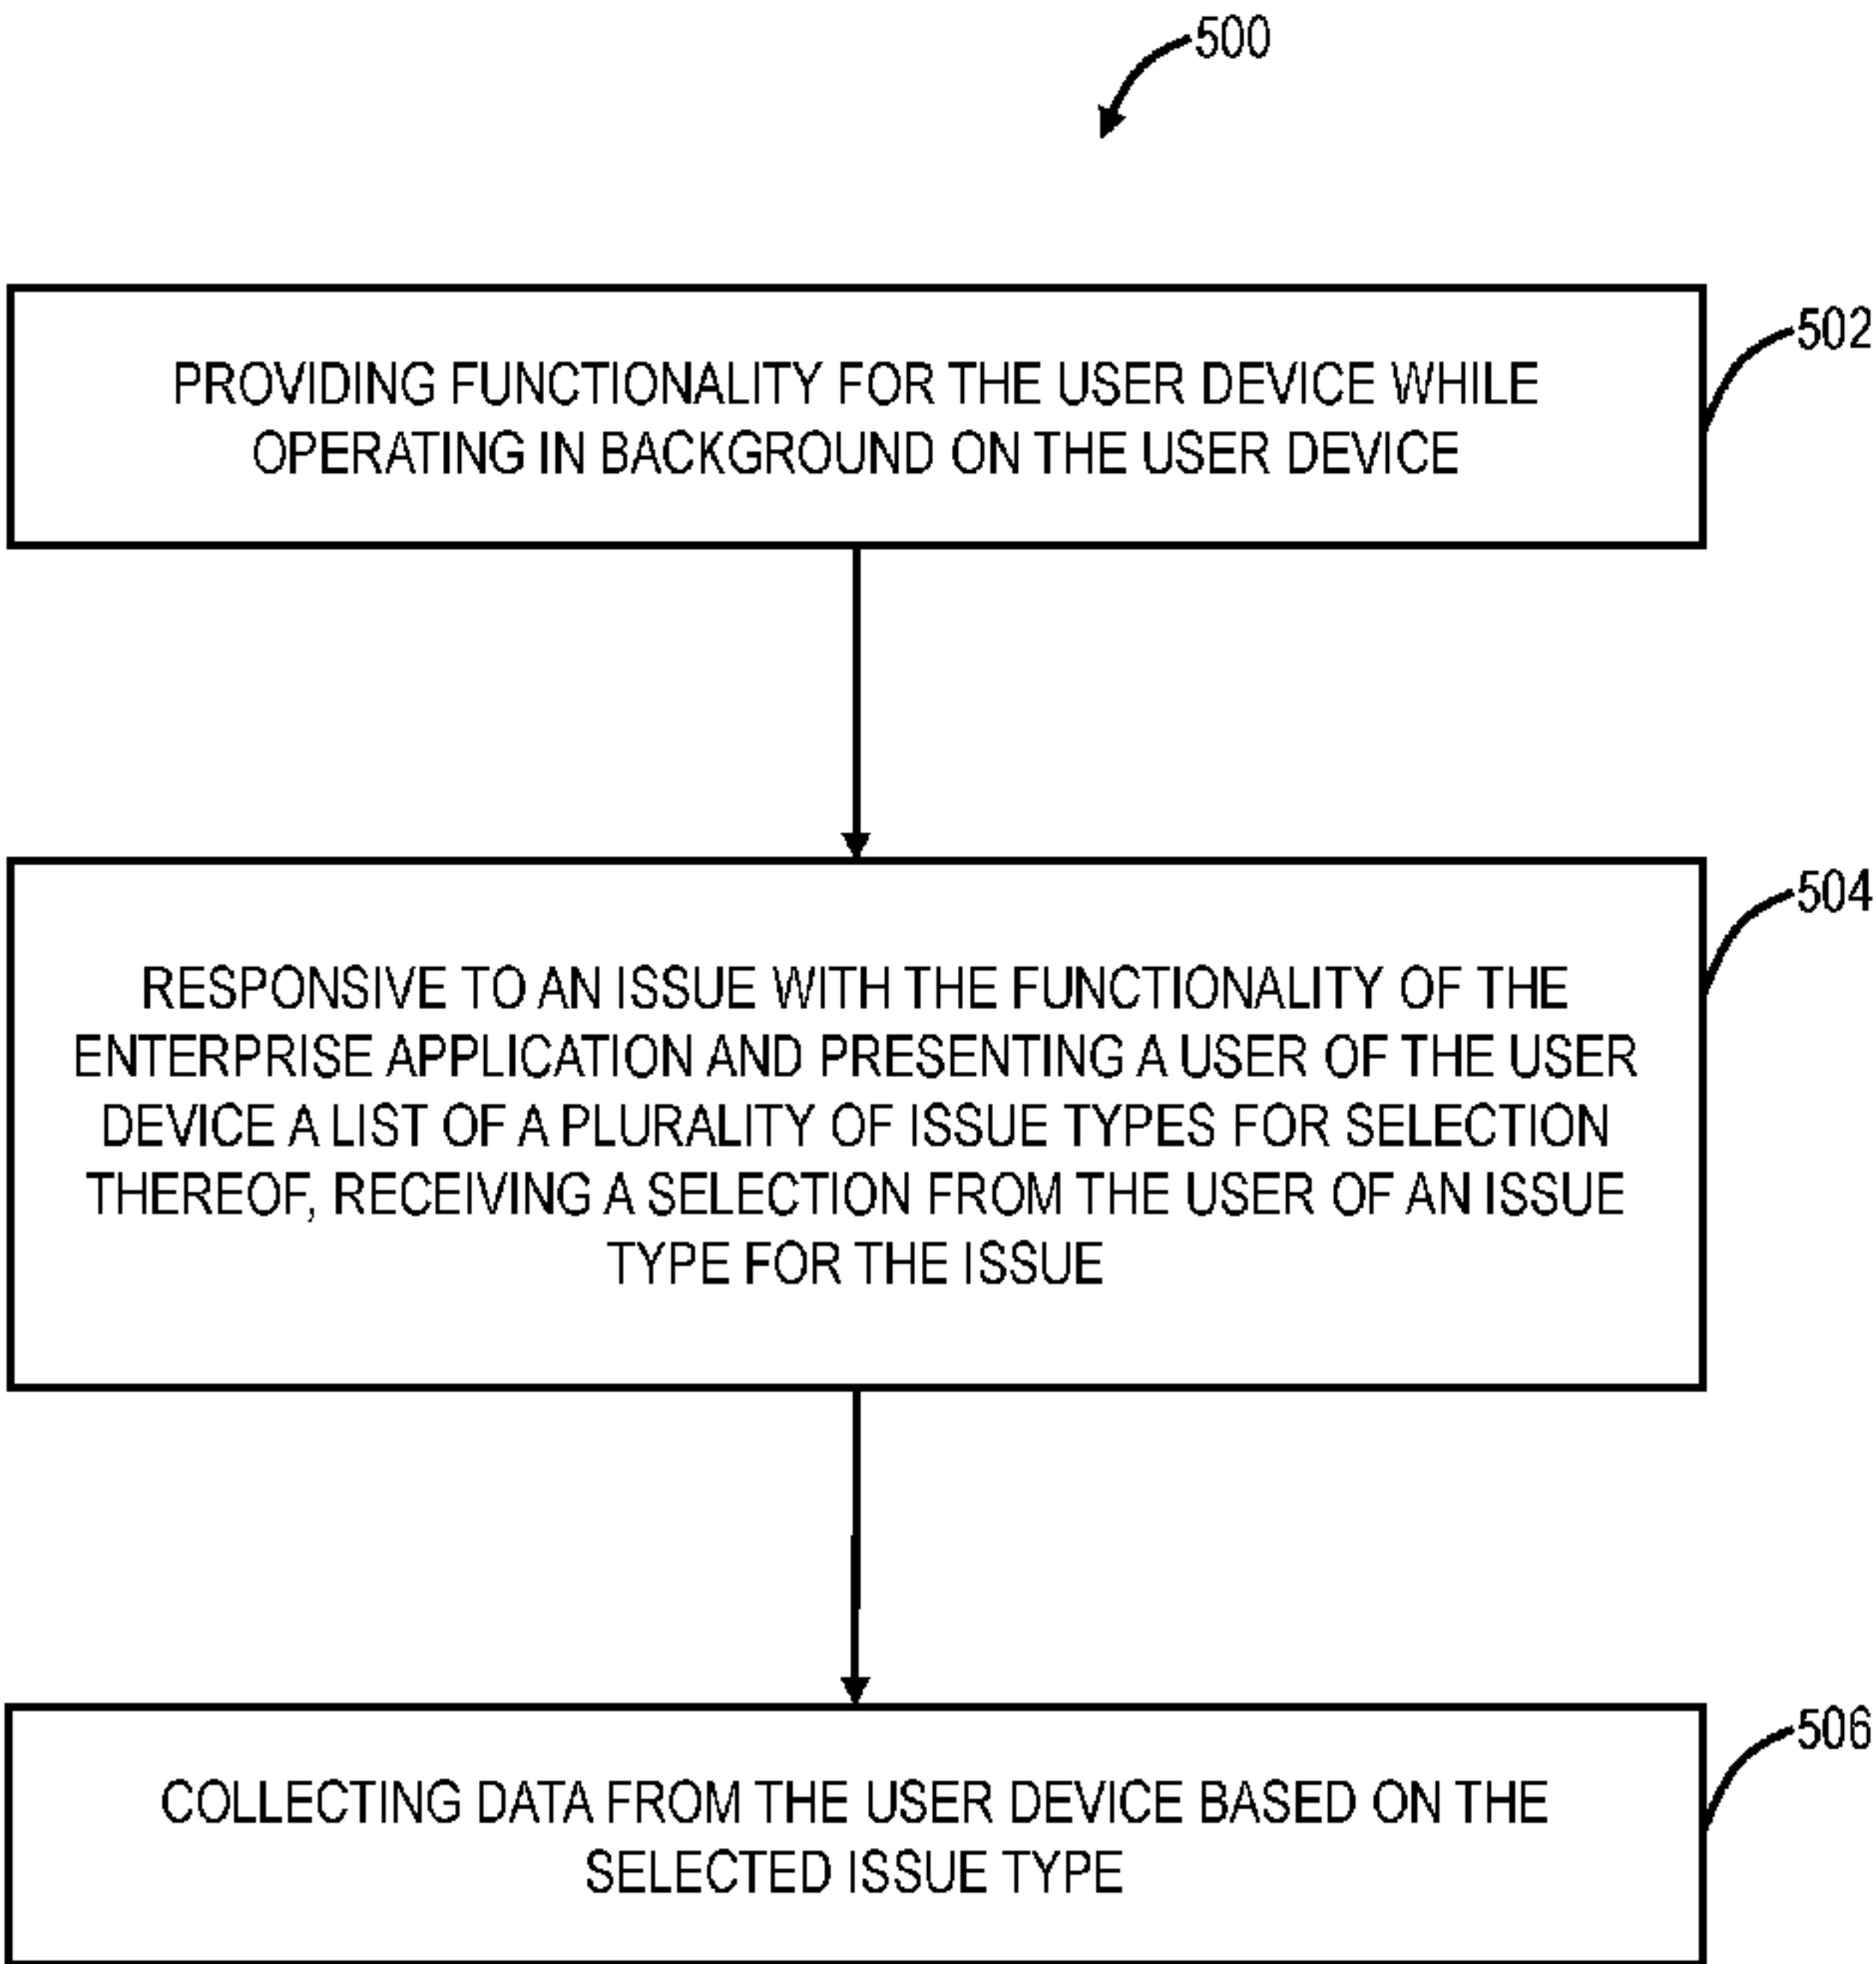 500
502
PROVIDING FUNCTIONALITY FOR THE USER DEVICE WHILE
OPERATING IN BACKGROUND ON THE USER DEVICE
504
RESPONSIVE TO AN ISSUE WITH THE FUNCTIONALITY OF THE
ENTERPRISE APPLICATION AND PRESENTING A USER OF THE USER
DEVICE A LIST OF A PLURALITY OF ISSUE TYPES FOR SELECTION
THEREOF, RECEIVING A SELECTION FROM THE USER OF AN ISSUE
TYPE FOR THE ISSUE
506
COLLECTING DATA FROM THE USER DEVICE BASED ON THE
SELECTED ISSUE TYPE